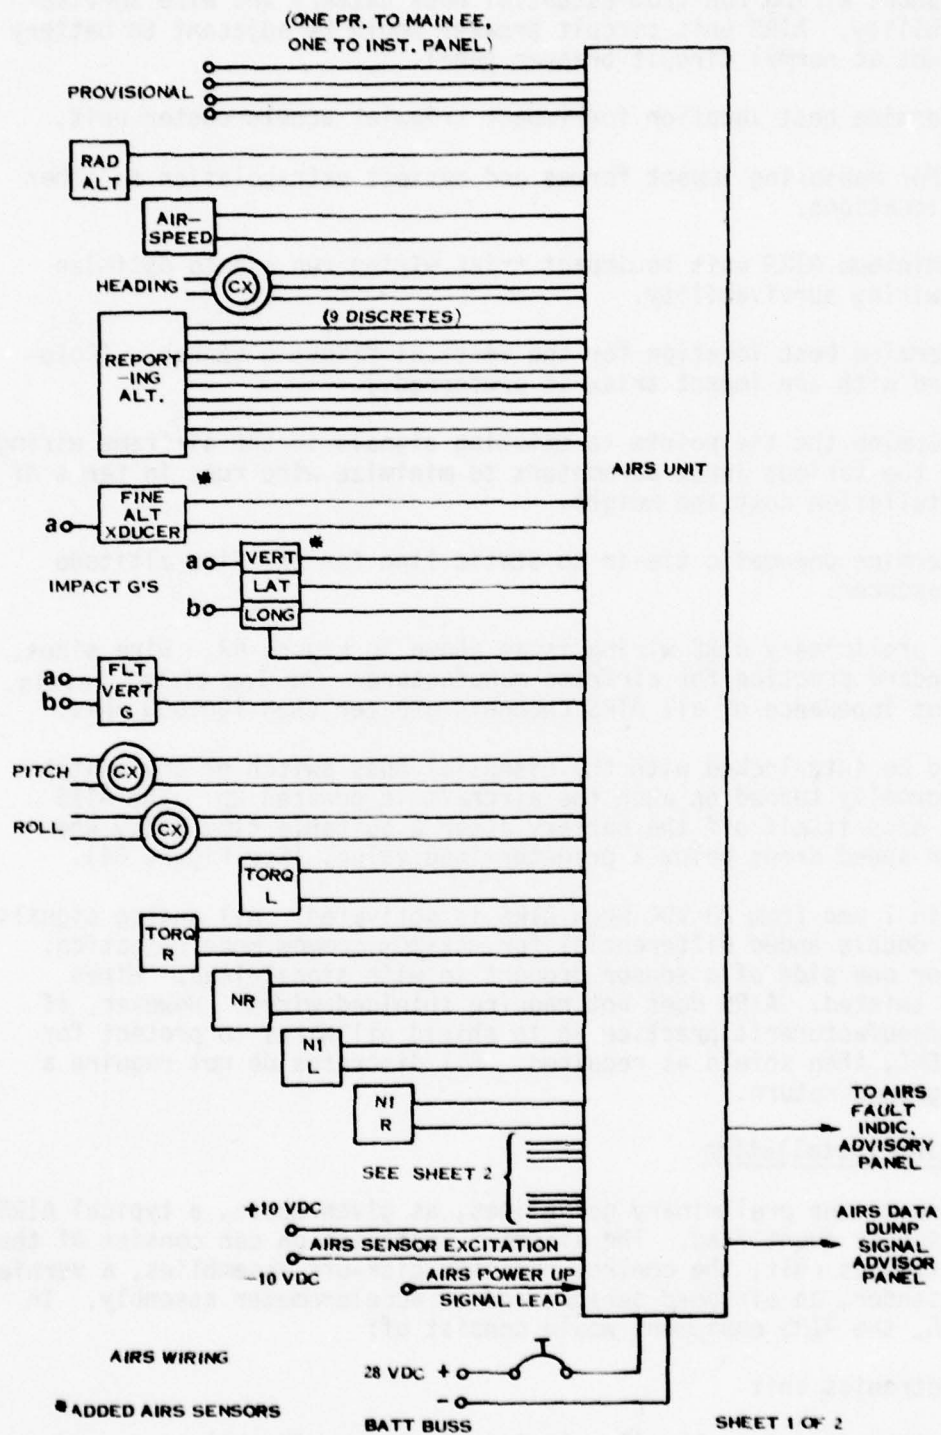 (ONE PR. TO MAIN EE,
ONE TO INST. PANEL)
PROVISIONAL
RAD
ALT
AIR-
SPEED
HEADING
CX
(9 DISCRETES)
REPORT
-ING
ALT.
AIRS UNIT
*
FINE
ALT
XDUCER
a
*
a
VERT
IMPACT G'S
LAT
b
LONG
a
b
FLT
VERT
G
PITCH
CX
ROLL
CX
TORQ
L
TORQ
R
NR
N1
L
N1
R
SEE SHEET 2
TO AIRS
FAULT
INDIC.
ADVISORY
PANEL
+10 VDC
AIRS SENSOR EXCITATION
−10 VDC
AIRS DATA
DUMP
SIGNAL
ADVISOR
PANEL
AIRS POWER UP
SIGNAL LEAD
AIRS WIRING
28 VDC +
−
BATT BUSS
*ADDED AIRS SENSORS
SHEET 1 OF 2